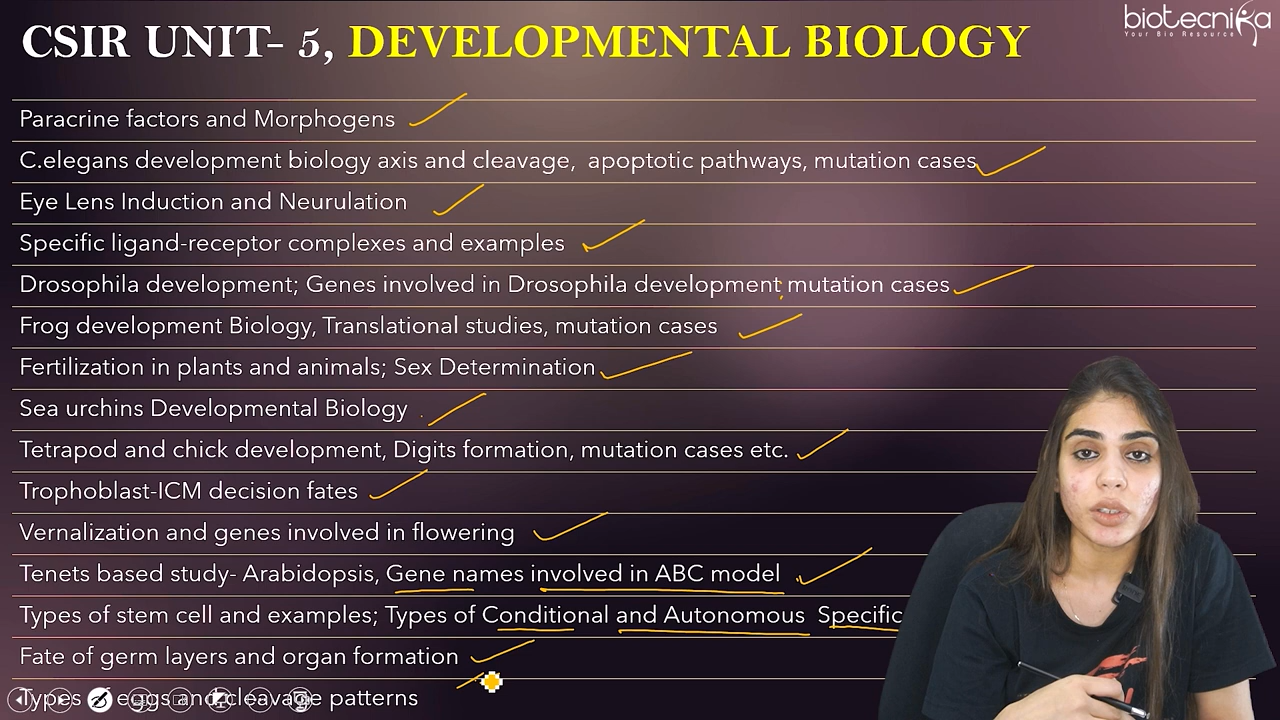 CSIR UNIT- 5, DEVELOPMENTAL BIOLOGY
biotecnika
Your Bio Resource
Paracrine factors and Morphogens
C.elegans development biology axis and cleavage,  apoptotic pathways, mutation cases
Eye Lens Induction and Neurulation
Specific ligand-receptor complexes and examples
Drosophila development; Genes involved in Drosophila development mutation cases
Frog development Biology, Translational studies, mutation cases
Fertilization in plants and animals; Sex Determination
Sea urchins Developmental Biology
Tetrapod and chick development, Digits formation, mutation cases etc.
Trophoblast-ICM decision fates
Vernalization and genes involved in flowering
Tenets based study- Arabidopsis, Gene names involved in ABC model
Types of stem cell and examples; Types of Conditional and Autonomous  Specific
Fate of germ layers and organ formation
Types of eggs and cleavage patterns